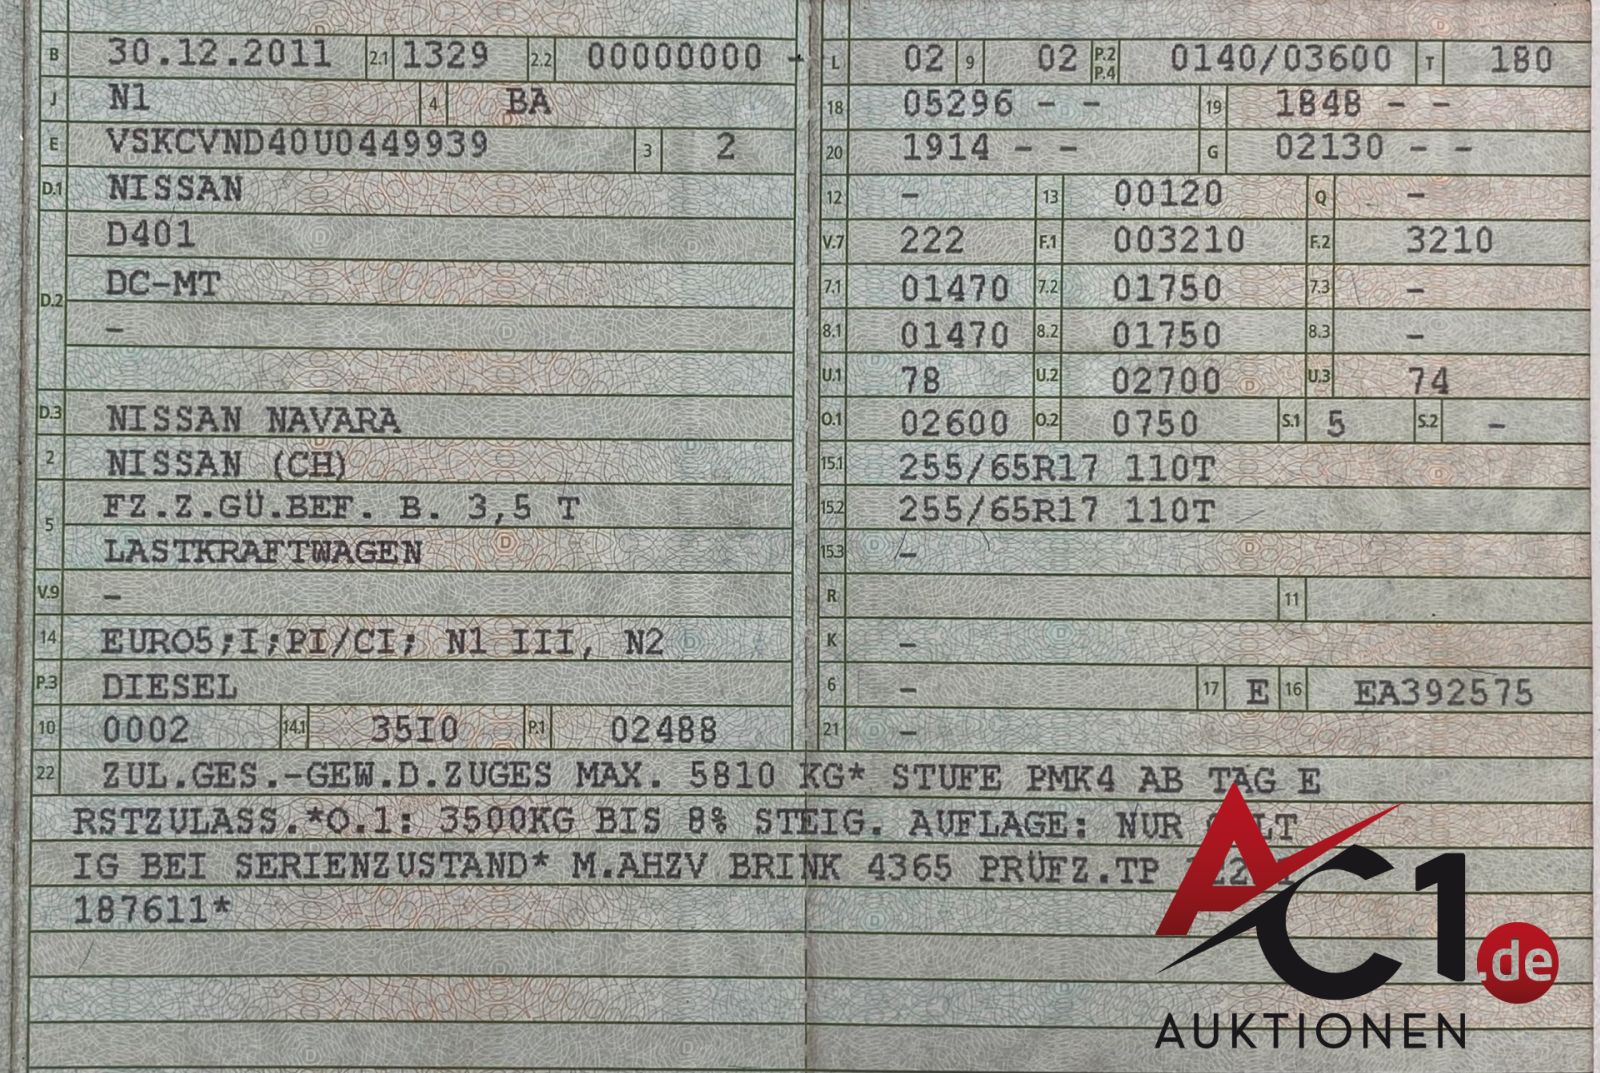 B 30.12.2011 2.1 1329 2.2 00000000 -
J N1 4 BA
E VSKCVND40U0449939 3 2
D.1 NISSAN
D401
D.2 DC-MT
-
D.3 NISSAN NAVARA
2 NISSAN (CH)
5 FZ.Z.GÜ.BEF. B. 3,5 T
LASTKRAFTWAGEN
V.9 -
14 EURO5;I;PI/CI; N1 III, N2
P.3 DIESEL
10 0002 14.1 35I0 P.1 02488
L 02 9 02 P.2 P.4 0140/03600 T 180
18 05296 - - 19 1848 - -
20 1914 - - G 02130 - -
12 - 13 00120 Q -
V.7 222 F.1 003210 F.2 3210
7.1 01470 7.2 01750 7.3 -
8.1 01470 8.2 01750 8.3 -
U.1 78 U.2 02700 U.3 74
O.1 02600 O.2 0750 S.1 5 S.2 -
15.1 255/65R17 110T
15.2 255/65R17 110T
15.3 -
R 11
K -
6 - 17 E 16 EA392575
21 -
22 ZUL.GES.-GEW.D.ZUGES MAX. 5810 KG* STUFE PMK4 AB TAG E
RSTZULASS.*O.1: 3500KG BIS 8% STEIG. AUFLAGE: NUR
IG BEI SERIENZUSTAND* M.AHZV BRINK 4365 PRÜFZ.TP
187611*
AC1.de
AUKTIONEN